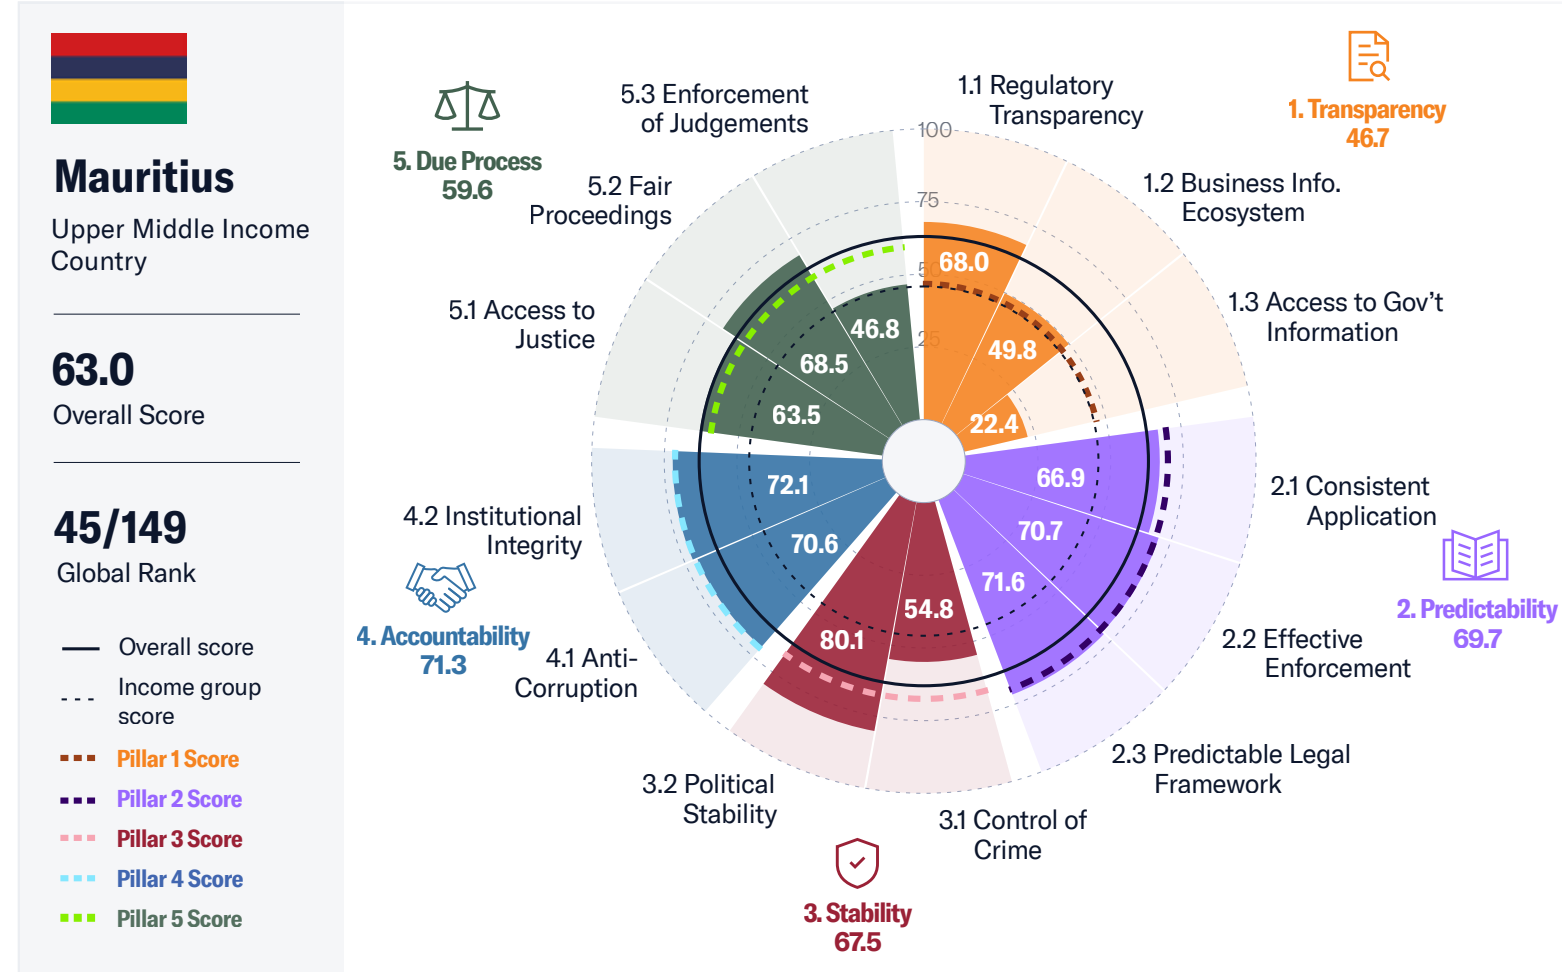 Mauritius
Upper Middle Income
Country
63.0
Overall Score
45/149
Global Rank
Overall score
Income group
score
Pillar 1 Score
Pillar 2 Score
Pillar 3 Score
Pillar 4 Score
Pillar 5 Score
1. Transparency
46.7
1.1 Regulatory
Transparency
1.2 Business Info.
Ecosystem
1.3 Access to Gov't
Information
2.1 Consistent
Application
2. Predictability
69.7
2.2 Effective
Enforcement
2.3 Predictable Legal
Framework
3.1 Control of
Crime
3. Stability
67.5
3.2 Political
Stability
4.1 Anti-
Corruption
4. Accountability
71.3
4.2 Institutional
Integrity
5.1 Access to
Justice
5.2 Fair
Proceedings
5. Due Process
59.6
5.3 Enforcement
of Judgements
100
75
50
25
68.0
49.8
22.4
66.9
70.7
71.6
54.8
80.1
70.6
72.1
63.5
68.5
46.8